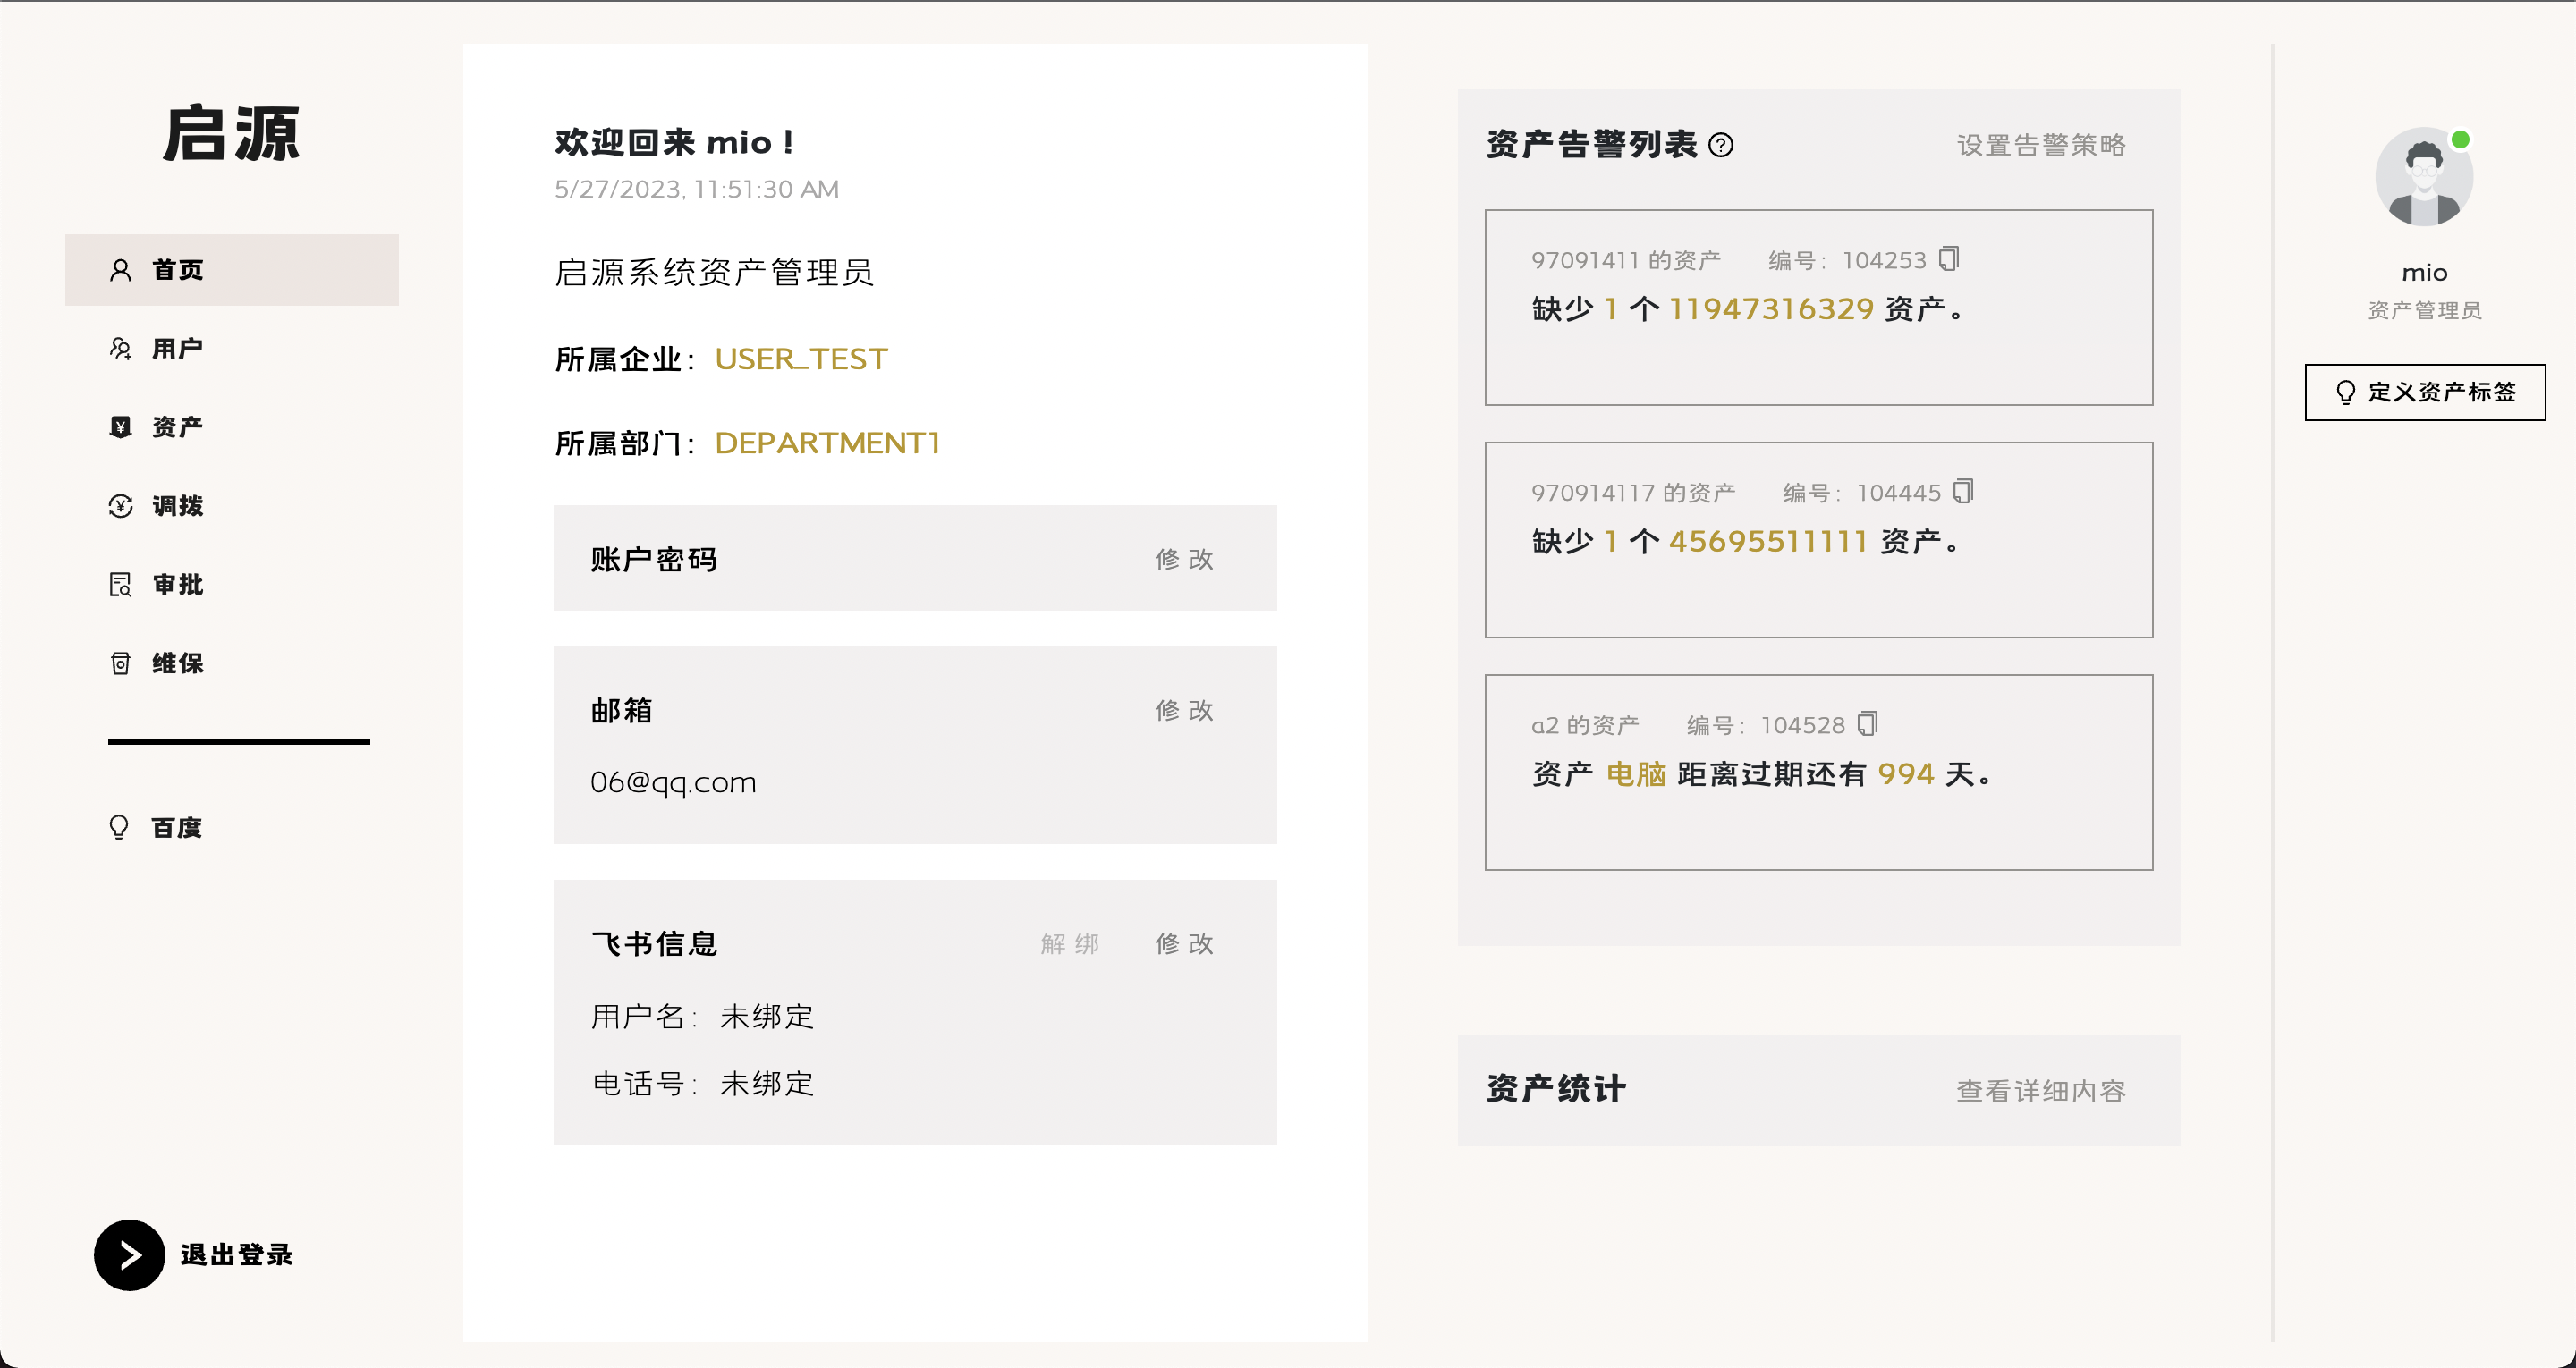 启源
首页
用户
资产
调拨
审批
维保
百度
退出登录
欢迎回来 mio！
5/27/2023, 11:51:30 AM
启源系统资产管理员
所属企业： USER_TEST
所属部门： DEPARTMENT1
账户密码 修 改
邮箱 修 改
06@qq.com
飞书信息 解 绑 修 改
用户名： 未绑定
电话号： 未绑定
资产告警列表 设置告警策略
97091411 的资产 编号：104253
缺少 1 个 11947316329 资产。
970914117 的资产 编号：104445
缺少 1 个 45695511111 资产。
a2 的资产 编号：104528
资产 电脑 距离过期还有 994 天。
资产统计 查看详细内容
mio
资产管理员
定义资产标签